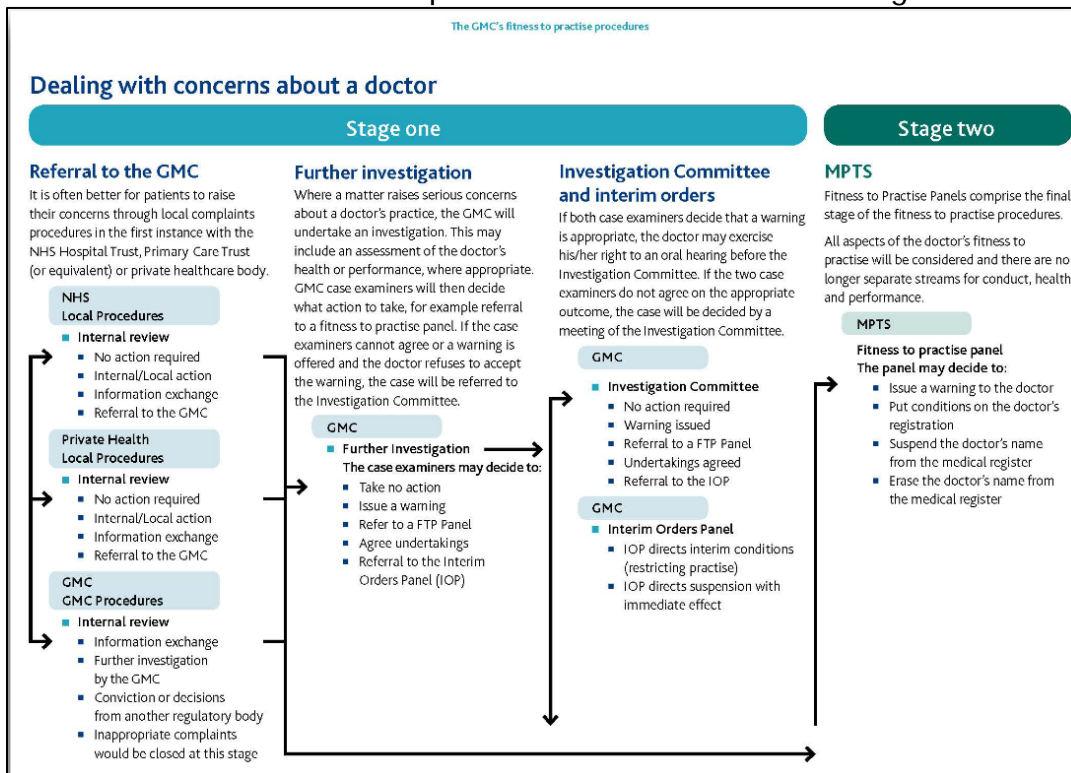 The GMC's fitness to practise procedures
Dealing with concerns about a doctor
Stage one
Referral to the GMC
It is often better for patients to raise
their concerns through local complaints
procedures in the first instance with the
NHS Hospital Trust, Primary Care Trust
(or equivalent) or private healthcare body.
NHS
Local Procedures
Internal review
No action required
Internal/Local action
Information exchange
Referral to the GMC
Private Health
Local Procedures
Internal review
No action required
Internal/Local action
Information exchange
Referral to the GMC
GMC
GMC Procedures
Internal review
Information exchange
Further investigation
by the GMC
Conviction or decisions
from another regulatory body
Inappropriate complaints
would be closed at this stage
Further investigation
Where a matter raises serious concerns
about a doctor's practice, the GMC will
undertake an investigation. This may
include an assessment of the doctor's
health or performance, where appropriate.
GMC case examiners will then decide
what action to take, for example referral
to a fitness to practise panel. If the case
examiners cannot agree or a warning is
offered and the doctor refuses to accept
the warning, the case will be referred to
the Investigation Committee.
GMC
Further Investigation
The case examiners may decide to:
Take no action
Issue a warning
Refer to a FTP Panel
Agree undertakings
Referral to the Interim
Orders Panel (IOP)
Investigation Committee
and interim orders
If both case examiners decide that a warning
is appropriate, the doctor may exercise
his/her right to an oral hearing before the
Investigation Committee. If the two case
examiners do not agree on the appropriate
outcome, the case will be decided by a
meeting of the Investigation Committee.
GMC
Investigation Committee
No action required
Warning issued
Referral to a FTP Panel
Undertakings agreed
Referral to the IOP
GMC
Interim Orders Panel
IOP directs interim conditions
(restricting practise)
IOP directs suspension with
immediate effect
Stage two
MPTS
Fitness to Practise Panels comprise the final
stage of the fitness to practise procedures.
All aspects of the doctor's fitness to
practise will be considered and there are no
longer separate streams for conduct, health
and performance.
MPTS
Fitness to practise panel
The panel may decide to:
Issue a warning to the doctor
Put conditions on the doctor's
registration
Suspend the doctor's name
from the medical register
Erase the doctor's name from
the medical register